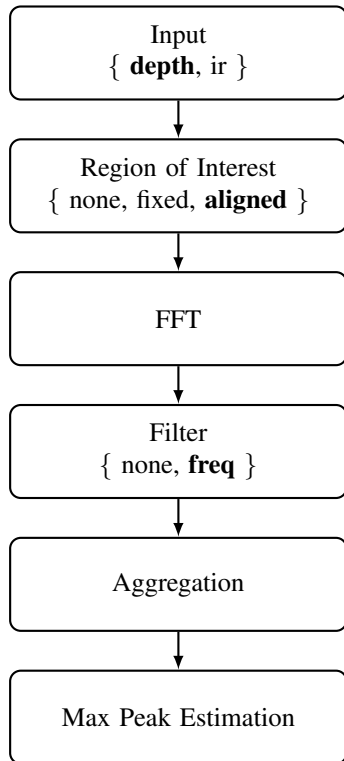 Input
{ depth, ir }
Region of Interest
{ none, fixed, aligned }
FFT
Filter
{ none, freq }
Aggregation
Max Peak Estimation